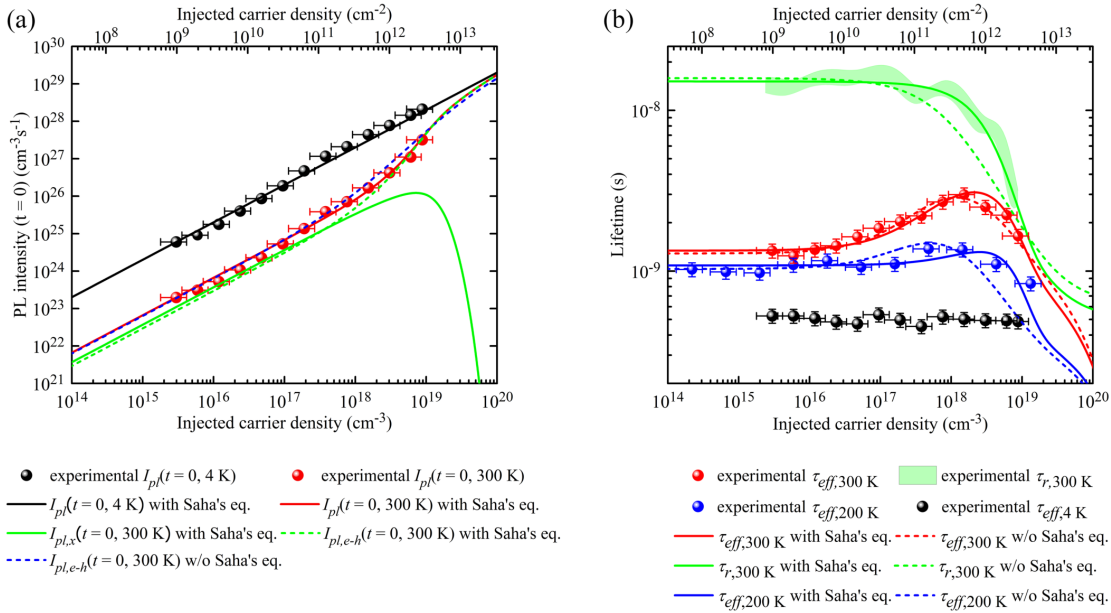 (a)
Injected carrier density (cm⁻²)
10⁸ 10⁹ 10¹⁰ 10¹¹ 10¹² 10¹³
10³⁰
10²⁹
10²⁸
10²⁷
10²⁶
10²⁵
10²⁴
10²³
10²²
10²¹
PL intensity (t = 0) (cm⁻³s⁻¹)
10¹⁴ 10¹⁵ 10¹⁶ 10¹⁷ 10¹⁸ 10¹⁹ 10²⁰
Injected carrier density (cm⁻³)
experimental I_pl(t = 0, 4 K)
experimental I_pl(t = 0, 300 K)
I_pl(t = 0, 4 K) with Saha's eq.
I_pl(t = 0, 300 K) with Saha's eq.
I_pl,x(t = 0, 300 K) with Saha's eq.
I_pl,e-h(t = 0, 300 K) with Saha's eq.
I_pl,e-h(t = 0, 300 K) w/o Saha's eq.
(b)
Injected carrier density (cm⁻²)
10⁸ 10⁹ 10¹⁰ 10¹¹ 10¹² 10¹³
10⁻⁸
10⁻⁹
Lifetime (s)
10¹⁴ 10¹⁵ 10¹⁶ 10¹⁷ 10¹⁸ 10¹⁹ 10²⁰
Injected carrier density (cm⁻³)
experimental τ_eff,300 K
experimental τ_r,300 K
experimental τ_eff,200 K
experimental τ_eff,4 K
τ_eff,300 K with Saha's eq.
τ_eff,300 K w/o Saha's eq.
τ_r,300 K with Saha's eq.
τ_r,300 K w/o Saha's eq.
τ_eff,200 K with Saha's eq.
τ_eff,200 K w/o Saha's eq.